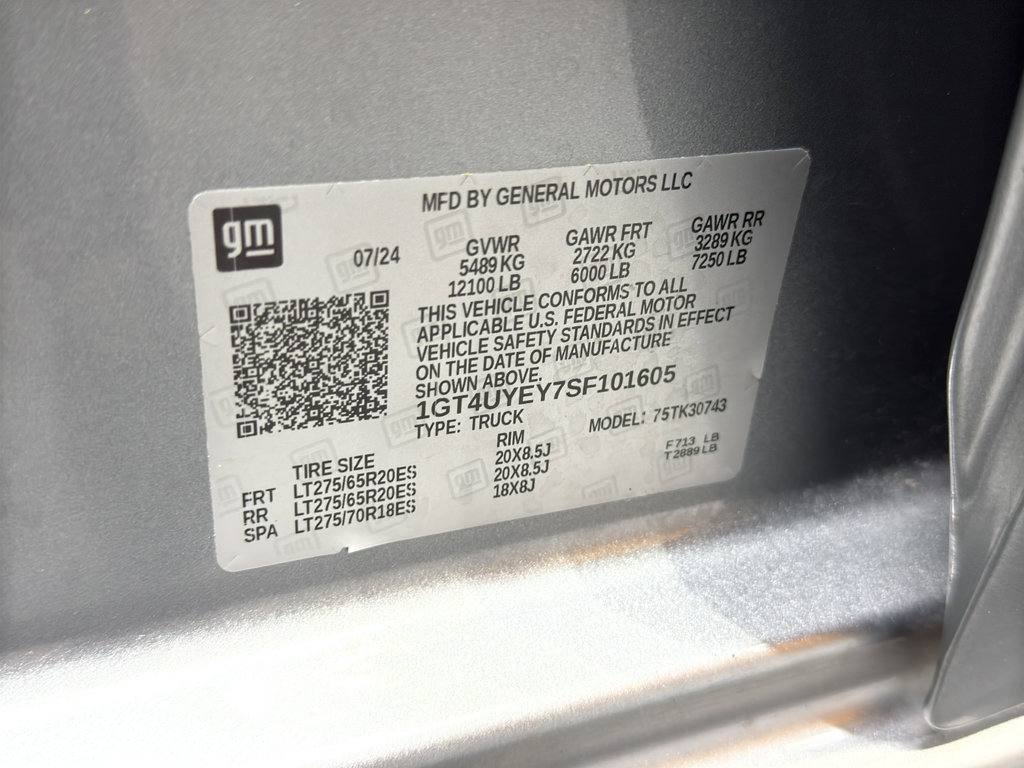 MFD BY GENERAL MOTORS LLC
gm
07/24
GVWR GAWR FRT GAWR RR
5489 KG 2722 KG 3289 KG
12100 LB 6000 LB 7250 LB
THIS VEHICLE CONFORMS TO ALL
APPLICABLE U.S. FEDERAL MOTOR
VEHICLE SAFETY STANDARDS IN EFFECT
ON THE DATE OF MANUFACTURE
SHOWN ABOVE.
1GT4UYEY7SF101605
TYPE: TRUCK MODEL: 75TK30743
TIRE SIZE RIM
FRT LT275/65R20ES 20X8.5J
RR LT275/65R20ES 20X8.5J
SPA LT275/70R18ES 18X8J
F 713 LB
T 2889 LB